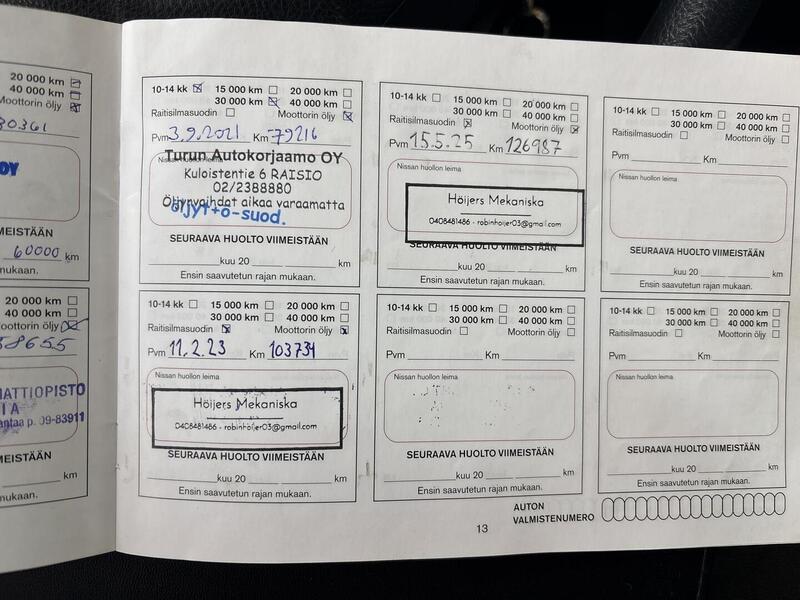 20 000 km
40 000 km
Moottorin öljy
80361
OY
VIIMEISTÄÄN
60000 km
mukaan.
20 000 km
40 000 km
Moottorin öljy
MATTIOPISTO
antaa p. 09-83911
VIIMEISTÄÄN
km
mukaan.
10-14 kk 15 000 km 20 000 km
30 000 km 40 000 km
Raitisilmasuodin Moottorin öljy
Pvm 3.9.2021 Km 79216
Nissan huollon leima
Turun Autokorjaamo OY
Kuloistentie 6 RAISIO
02/2388880
Öljynvaihdot aikaa varaamatta
öljyt+ö-suod.
SEURAAVA HUOLTO VIIMEISTÄÄN
kuu 20 km
Ensin saavutetun rajan mukaan.
10-14 kk 15 000 km 20 000 km
30 000 km 40 000 km
Raitisilmasuodin Moottorin öljy
Pvm 11.2.23 Km 103734
Nissan huollon leima
Höijers Mekaniska
0408481486 - robinhoijer03@gmail.com
SEURAAVA HUOLTO VIIMEISTÄÄN
kuu 20 km
Ensin saavutetun rajan mukaan.
10-14 kk 15 000 km 20 000 km
30 000 km 40 000 km
Raitisilmasuodin Moottorin öljy
Pvm 15.5.25 Km 126987
Nissan huollon leima
Höijers Mekaniska
0408481486 - robinhoijer03@gmail.com
SEURAAVA HUOLTO VIIMEISTÄÄN
kuu 20 km
Ensin saavutetun rajan mukaan.
10-14 kk 15 000 km 20 000 km
30 000 km 40 000 km
Raitisilmasuodin Moottorin öljy
Pvm Km
Nissan huollon leima
SEURAAVA HUOLTO VIIMEISTÄÄN
kuu 20 km
Ensin saavutetun rajan mukaan.
10-14 kk 15 000 km 20 000 km
30 000 km 40 000 km
Raitisilmasuodin Moottorin öljy
Pvm Km
Nissan huollon leima
SEURAAVA HUOLTO VIIMEISTÄÄN
kuu 20 km
Ensin saavutetun rajan mukaan.
10-14 kk 15 000 km 20 000 km
30 000 km 40 000 km
Raitisilmasuodin Moottorin öljy
Pvm Km
Nissan huollon leima
SEURAAVA HUOLTO VIIMEISTÄÄN
kuu 20 km
Ensin saavutetun rajan mukaan.
AUTON
VALMISTENUMERO
13